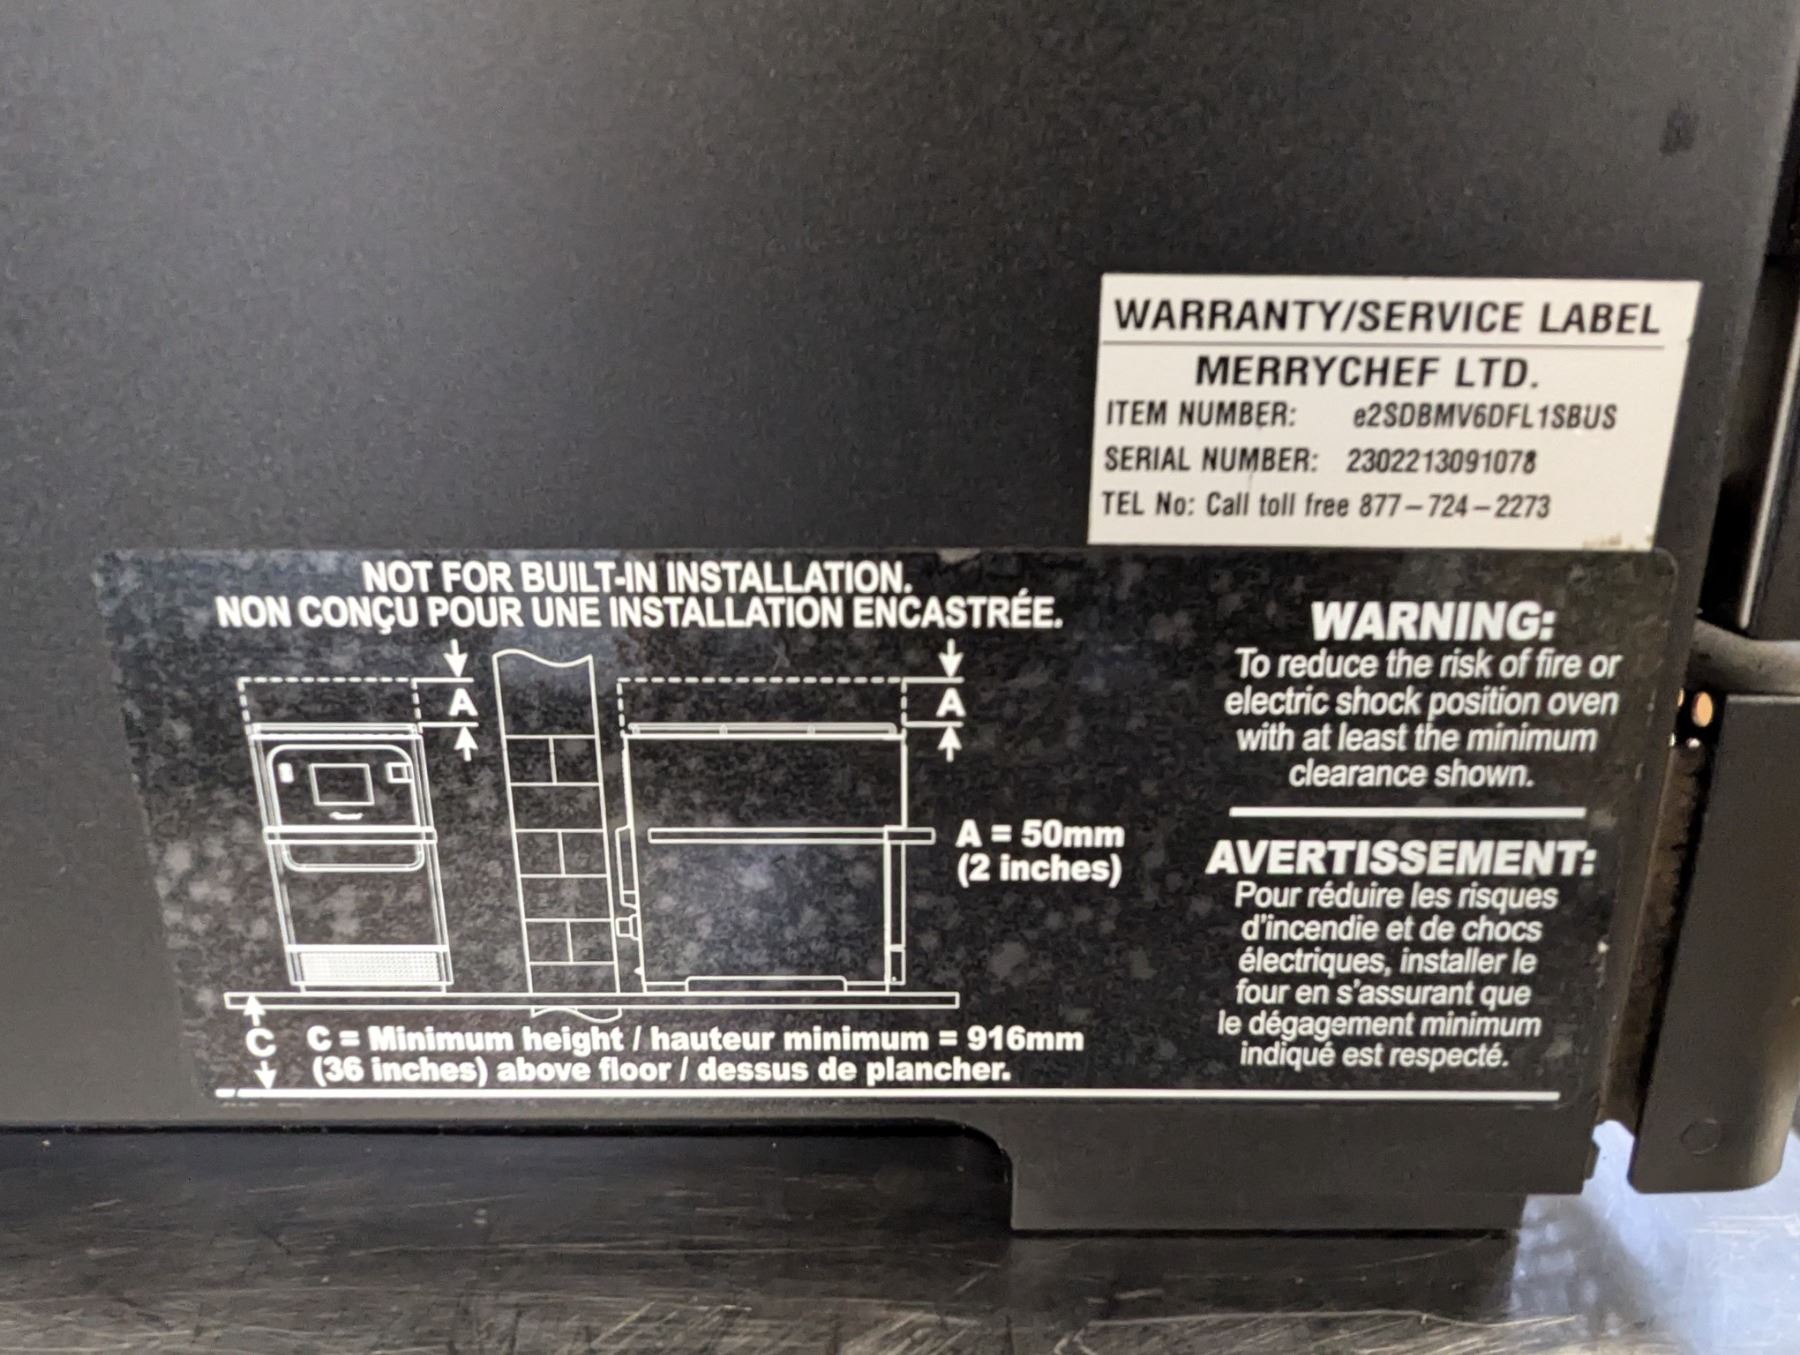 WARRANTY/SERVICE LABEL
MERRYCHEF LTD.
ITEM NUMBER: e2SDBMV6DFL1SBUS
SERIAL NUMBER: 2302213091078
TEL No: Call toll free 877-724-2273
NOT FOR BUILT-IN INSTALLATION.
NON CONÇU POUR UNE INSTALLATION ENCASTRÉE.
A
A
A = 50mm
(2 inches)
C
C = Minimum height / hauteur minimum = 916mm
(36 inches) above floor / dessus de plancher.
WARNING:
To reduce the risk of fire or
electric shock position oven
with at least the minimum
clearance shown.
AVERTISSEMENT:
Pour réduire les risques
d'incendie et de chocs
électriques, installer le
four en s'assurant que
le dégagement minimum
indiqué est respecté.